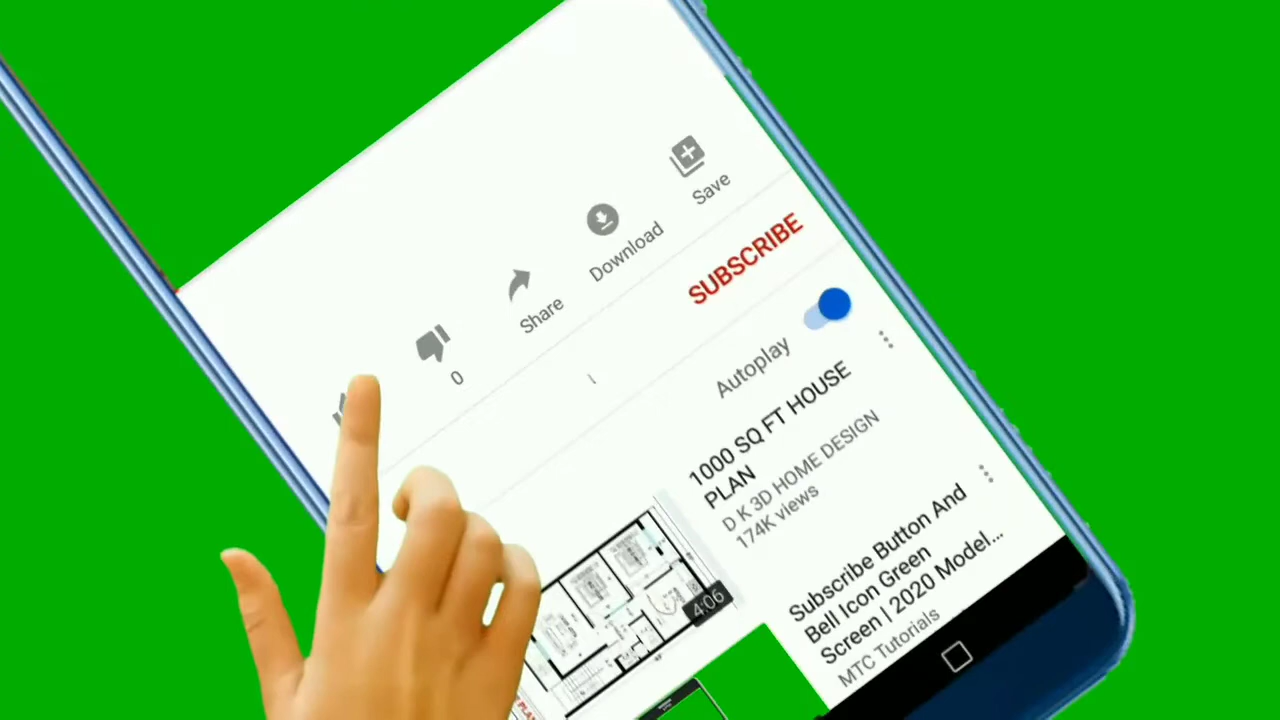 0
Share
Download
Save
SUBSCRIBE
Autoplay
1000 SQ FT HOUSE
PLAN
D K 3D HOME DESIGN
174K views
4:06
Subscribe Button And
Bell Icon Green
Screen | 2020 Model...
MTC Tutorials